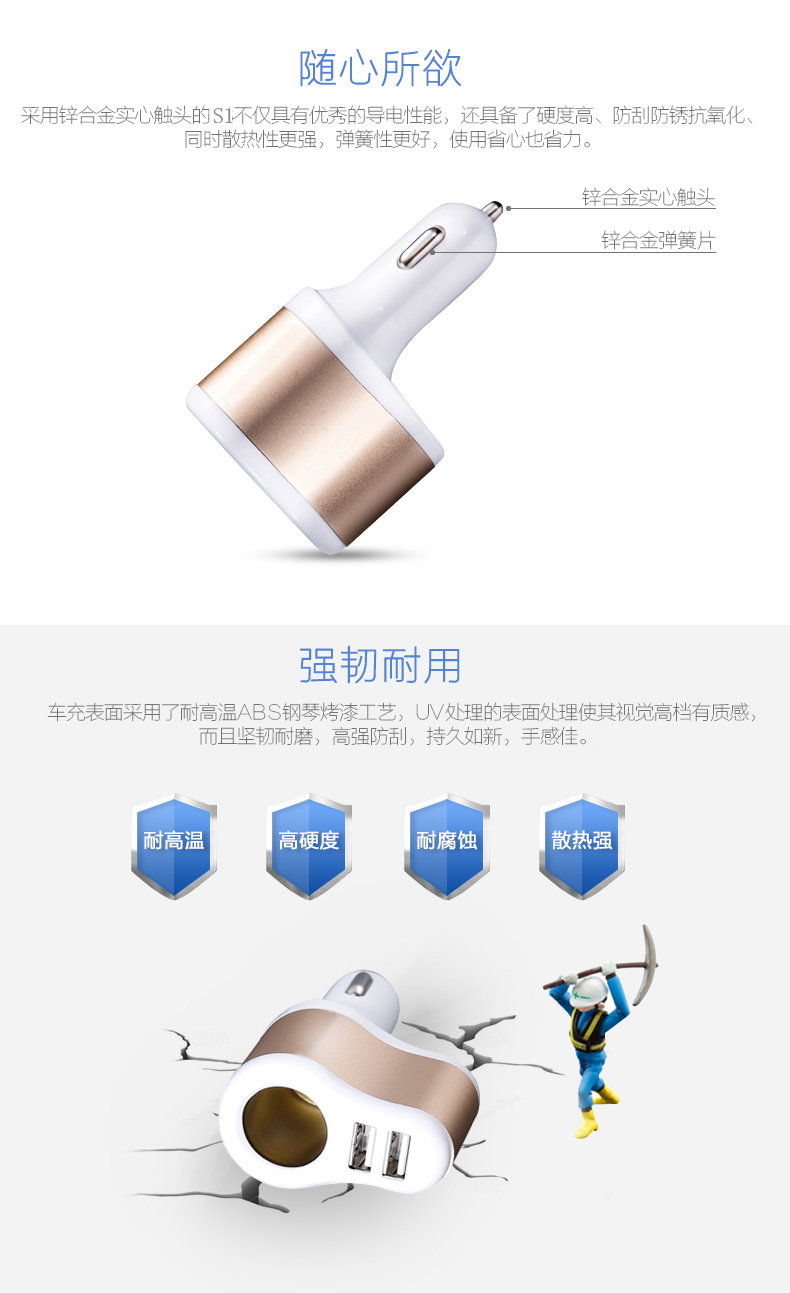 随心所欲
采用锌合金实心触头的S1不仅具有优秀的导电性能，还具备了硬度高、防刮防锈抗氧化、
同时散热性更强，弹簧性更好，使用省心也省力。
锌合金实心触头
锌合金弹簧片
强韧耐用
车充表面采用了耐高温ABS钢琴烤漆工艺，UV处理的表面处理使其视觉高档有质感，
而且坚韧耐磨，高强防刮，持久如新，手感佳。
耐高温
高硬度
耐腐蚀
散热强